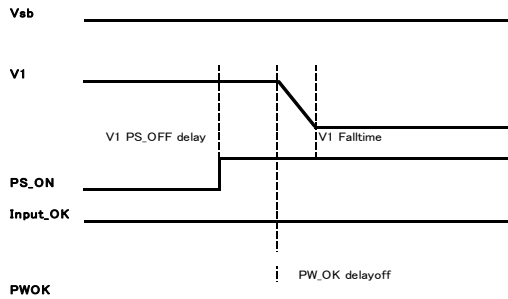 Vsb
V1
V1 PS_OFF delay
V1 Falltime
PS_ON
Input_OK
PW_OK delayoff
PWOK